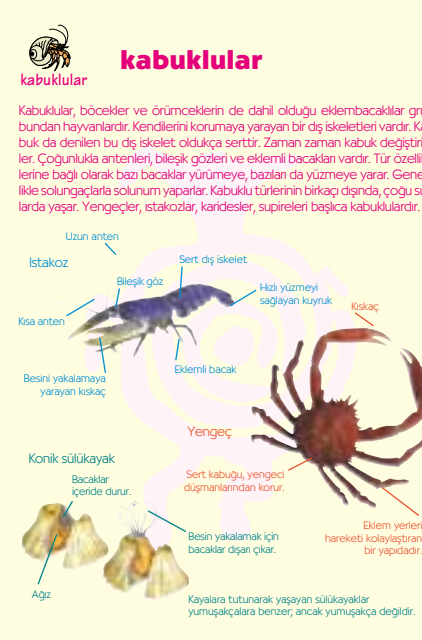 kabuklular
kabuklular
Kabuklular, böcekler ve örümceklerin de dahil olduğu eklembacaklılar gru
bundan hayvanlardır. Kendilerini korumaya yarayan bir dış iskeletleri vardır. Ka
buk da denilen bu dış iskelet oldukça serttir. Zaman zaman kabuk değiştiri
ler. Çoğunlukla antenleri, bileşik gözleri ve eklemli bacakları vardır. Tür özellik
lerine bağlı olarak bazı bacaklar yürümeye, bazıları da yüzmeye yarar. Gene
likle solungaçlarla solunum yaparlar. Kabuklu türlerinin birkaçı dışında, çoğu su
larda yaşar. Yengeçler, ıstakozlar, karidesler, supireleri başlıca kabuklulardır.
Uzun anten
Istakoz
Sert dış iskelet
Bileşik göz
Hızlı yüzmeyi
sağlayan kuyruk
Kısa anten
Kıskaç
Eklemli bacak
Besini yakalamaya
yarayan kıskaç
Yengeç
Sert kabuğu, yengeci
düşmanlarından korur.
Konik sülükayak
Bacaklar
içeride durur.
Besin yakalamak için
bacaklar dışarı çıkar.
Eklem yerleri
hareketi kolaylaştıran
bir yapıdadır.
Ağız
Kayalara tutunarak yaşayan sülükayaklar
yumuşakçalara benzer; ancak yumuşakça değildir.